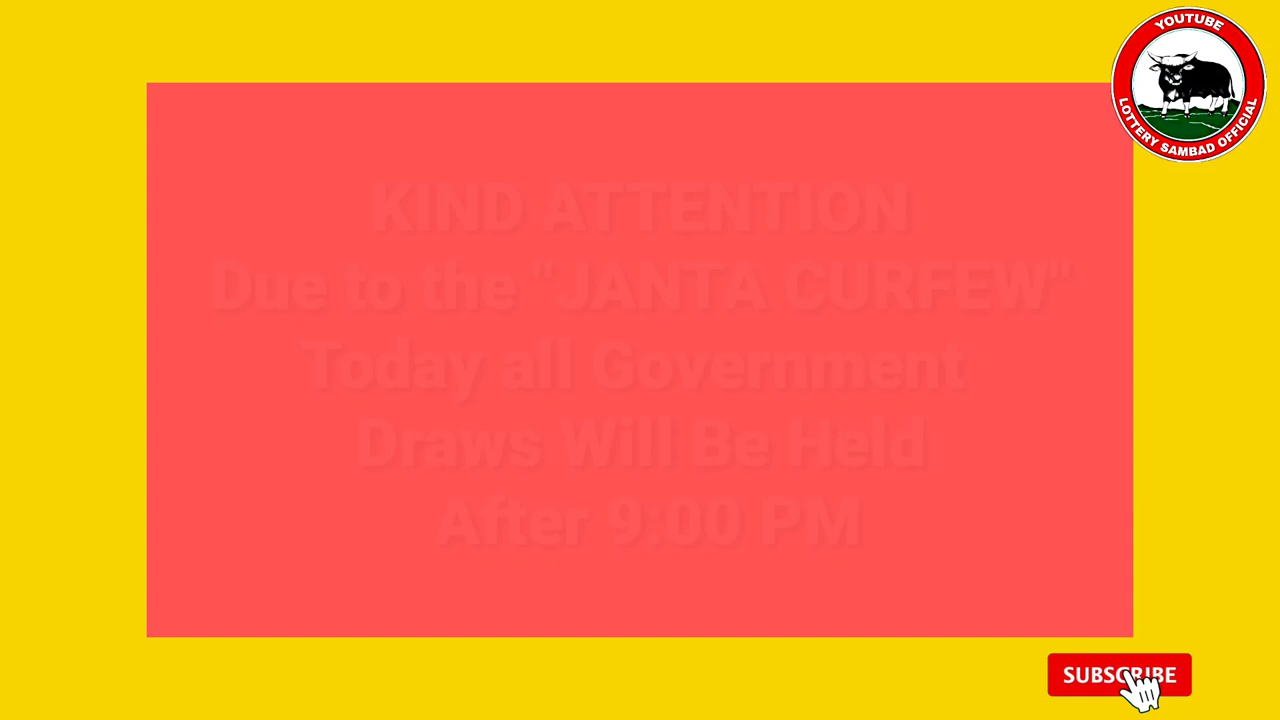 YOUTUBE
LOTTERY SAMBAD OFFICIAL
KIND ATTENTION
Due to the "JANTA CURFEW"
Today all Government
Draws Will Be Held
After 9:00 PM
SUBSCRIBE